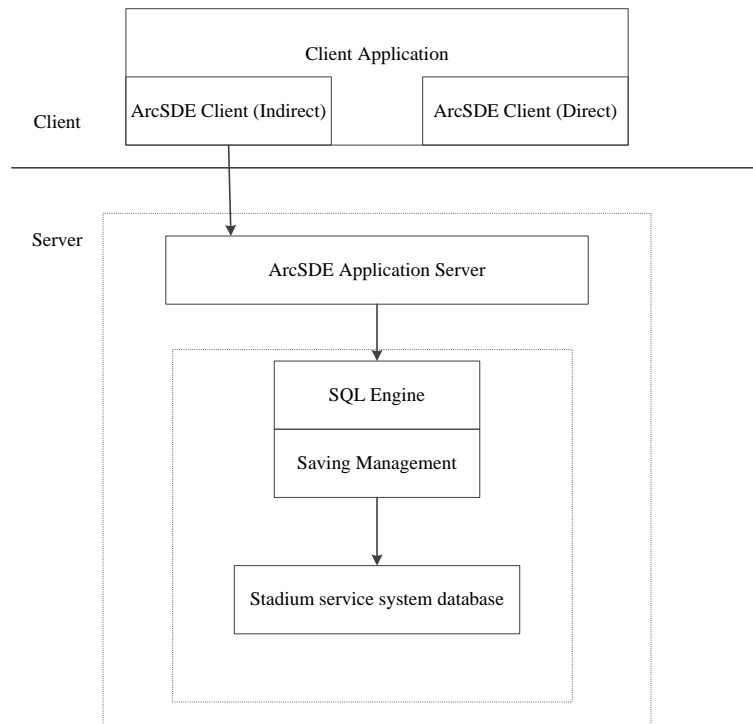 Client Application
ArcSDE Client (Indirect)
ArcSDE Client (Direct)
Client
Server
ArcSDE Application Server
SQL Engine
Saving Management
Stadium service system database